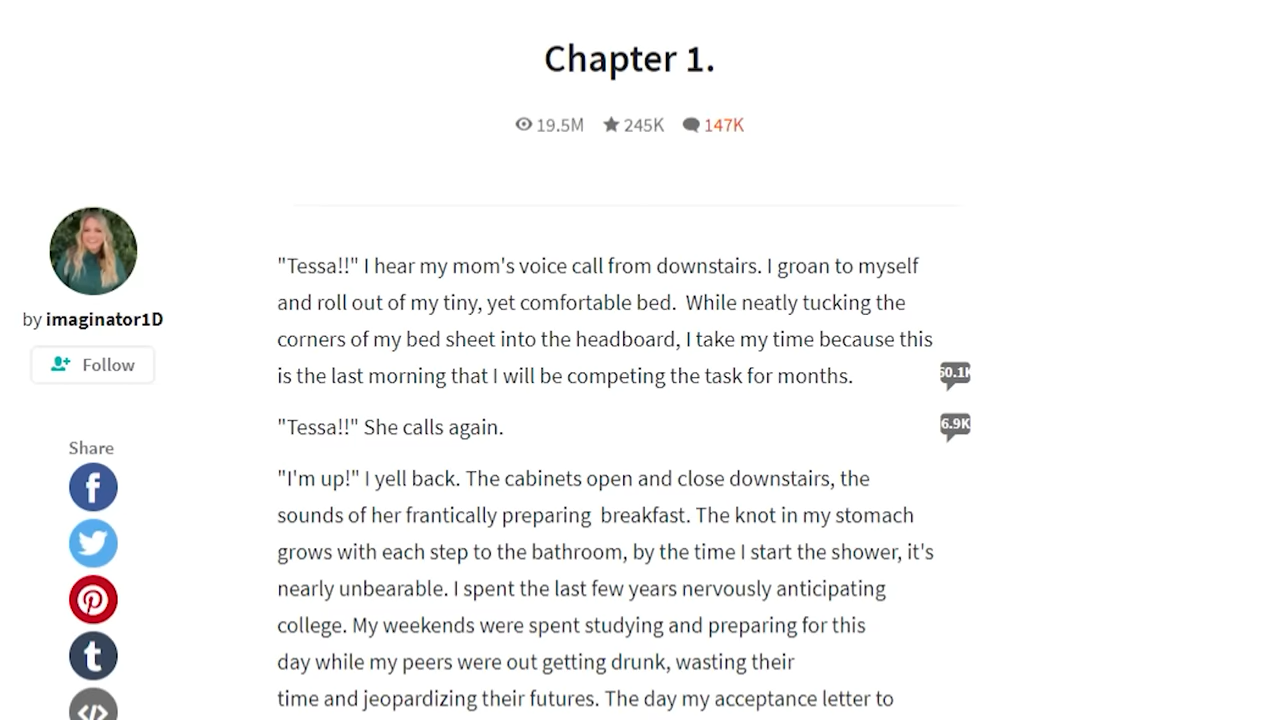 Chapter 1.
19.5M 245K 147K
by imaginator1D
Follow
Share
"Tessa!!" I hear my mom's voice call from downstairs. I groan to myself
and roll out of my tiny, yet comfortable bed.  While neatly tucking the
corners of my bed sheet into the headboard, I take my time because this
is the last morning that I will be competing the task for months.
"Tessa!!" She calls again.
6.9K
"I'm up!" I yell back. The cabinets open and close downstairs, the
sounds of her frantically preparing  breakfast. The knot in my stomach
grows with each step to the bathroom, by the time I start the shower, it's
nearly unbearable. I spent the last few years nervously anticipating
college. My weekends were spent studying and preparing for this
day while my peers were out getting drunk, wasting their
time and jeopardizing their futures. The day my acceptance letter to